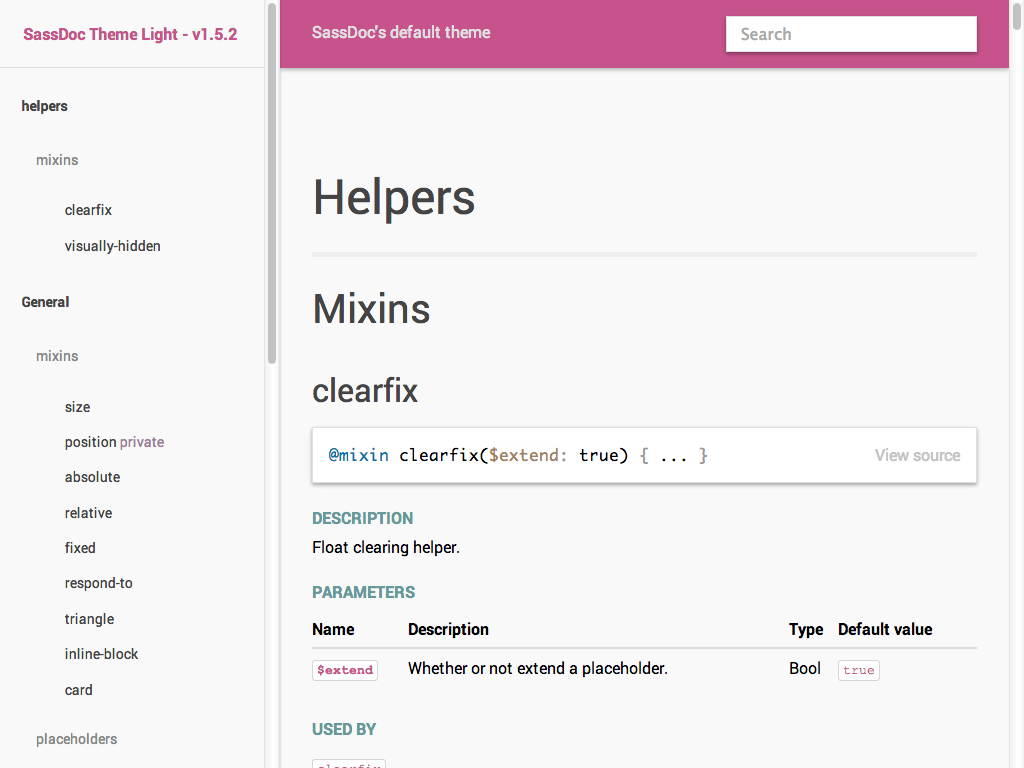 SassDoc Theme Light - v1.5.2
helpers
mixins
clearfix
visually-hidden
General
mixins
size
position private
absolute
relative
fixed
respond-to
triangle
inline-block
card
placeholders
SassDoc's default theme
Search
Helpers
Mixins
clearfix
@mixin clearfix($extend: true) { ... }
View source
DESCRIPTION
Float clearing helper.
PARAMETERS
Name Description Type Default value
$extend Whether or not extend a placeholder. Bool true
USED BY
clearfix